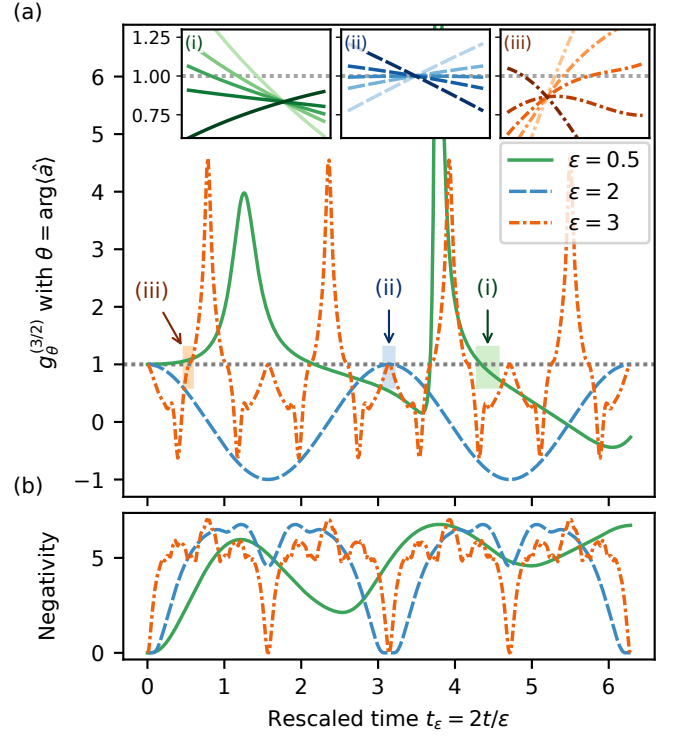 (a)
1.25
1.00
0.75
(i)
(ii)
(iii)
6
5
4
3
2
1
0
−1
g_θ^(3/2) with θ = arg⟨â⟩
ε = 0.5
ε = 2
ε = 3
(iii)
(ii)
(i)
(b)
5
0
Negativity
0 1 2 3 4 5 6
Rescaled time t_ε = 2t/ε